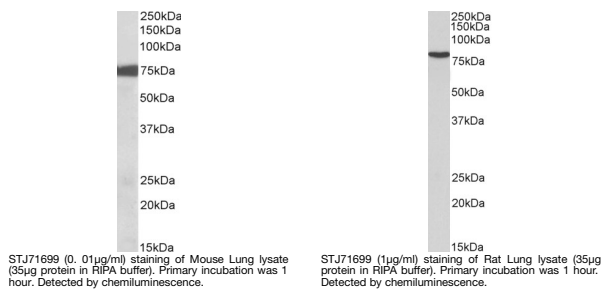 250kDa
150kDa
100kDa
75kDa
50kDa
37kDa
25kDa
20kDa
15kDa
STJ71699 (0. 01µg/ml) staining of Mouse Lung lysate
(35µg protein in RIPA buffer). Primary incubation was 1
hour. Detected by chemiluminescence.
250kDa
150kDa
100kDa
75kDa
50kDa
37kDa
25kDa
20kDa
15kDa
STJ71699 (1µg/ml) staining of Rat Lung lysate (35µg
protein in RIPA buffer). Primary incubation was 1 hour.
Detected by chemiluminescence.